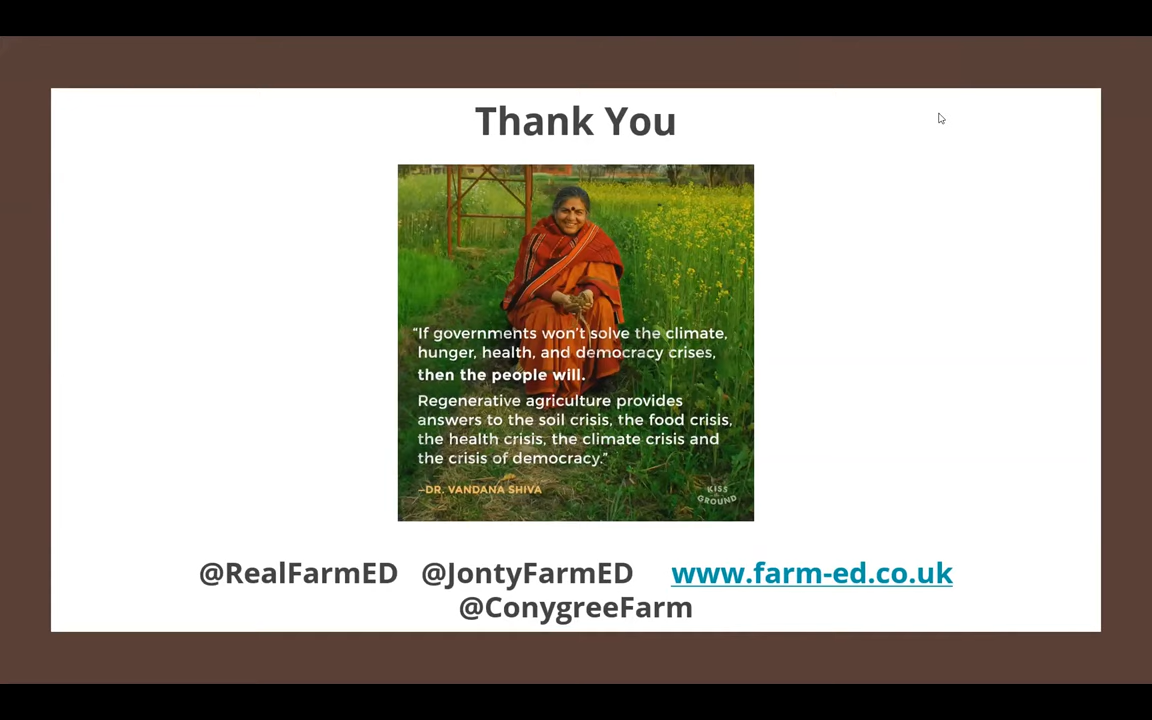 Thank You
“If governments won’t solve the climate,
hunger, health, and democracy crises,
then the people will.
Regenerative agriculture provides
answers to the soil crisis, the food crisis,
the health crisis, the climate crisis and
the crisis of democracy.”
–DR. VANDANA SHIVA
KISS
GROUND
@RealFarmED @JontyFarmED www.farm-ed.co.uk
@ConygreeFarm